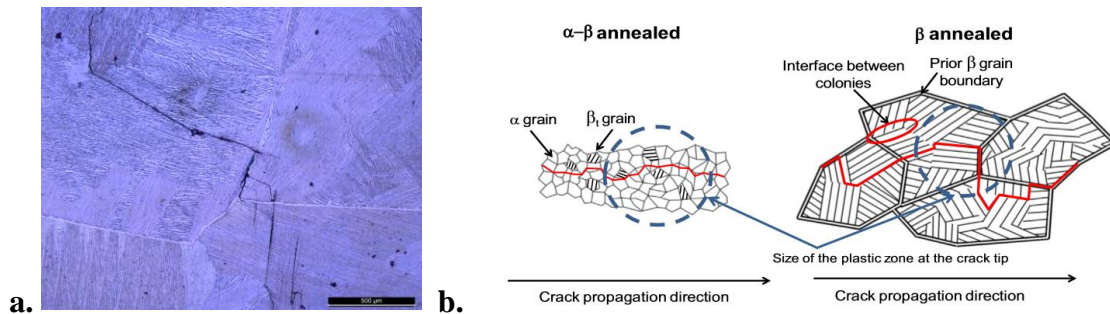 a.
500 µm
b.
α-β annealed
β annealed
Interface between
colonies
Prior β grain
boundary
α grain
βt grain
Size of the plastic zone at the crack tip
Crack propagation direction
Crack propagation direction